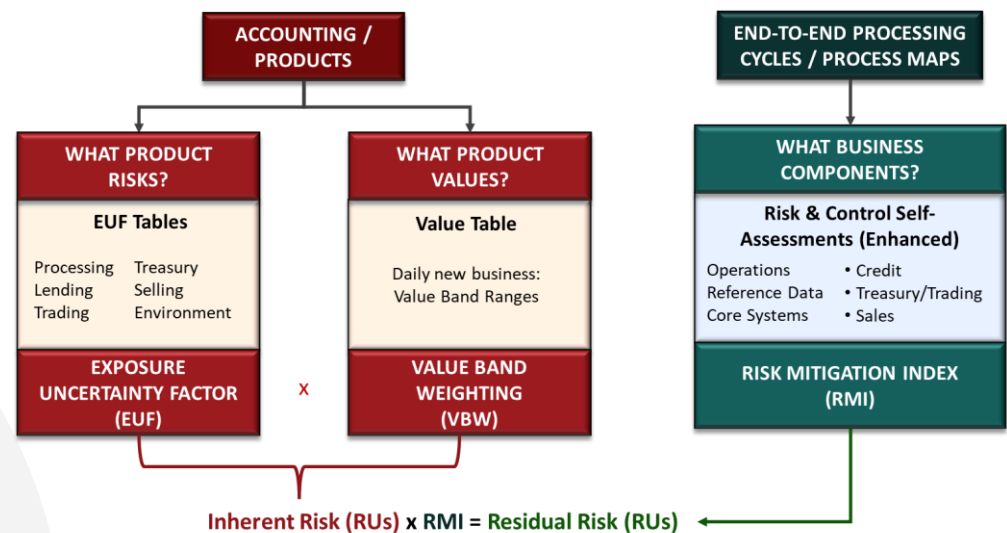 ACCOUNTING /
PRODUCTS
WHAT PRODUCT
RISKS?
EUF Tables
Processing Treasury
Lending Selling
Trading Environment
EXPOSURE
UNCERTAINTY FACTOR
(EUF)
x
WHAT PRODUCT
VALUES?
Value Table
Daily new business:
Value Band Ranges
VALUE BAND
WEIGHTING
(VBW)
END-TO-END PROCESSING
CYCLES / PROCESS MAPS
WHAT BUSINESS
COMPONENTS?
Risk & Control Self-
Assessments (Enhanced)
Operations • Credit
Reference Data • Treasury/Trading
Core Systems • Sales
RISK MITIGATION INDEX
(RMI)
Inherent Risk (RUs) x RMI = Residual Risk (RUs)